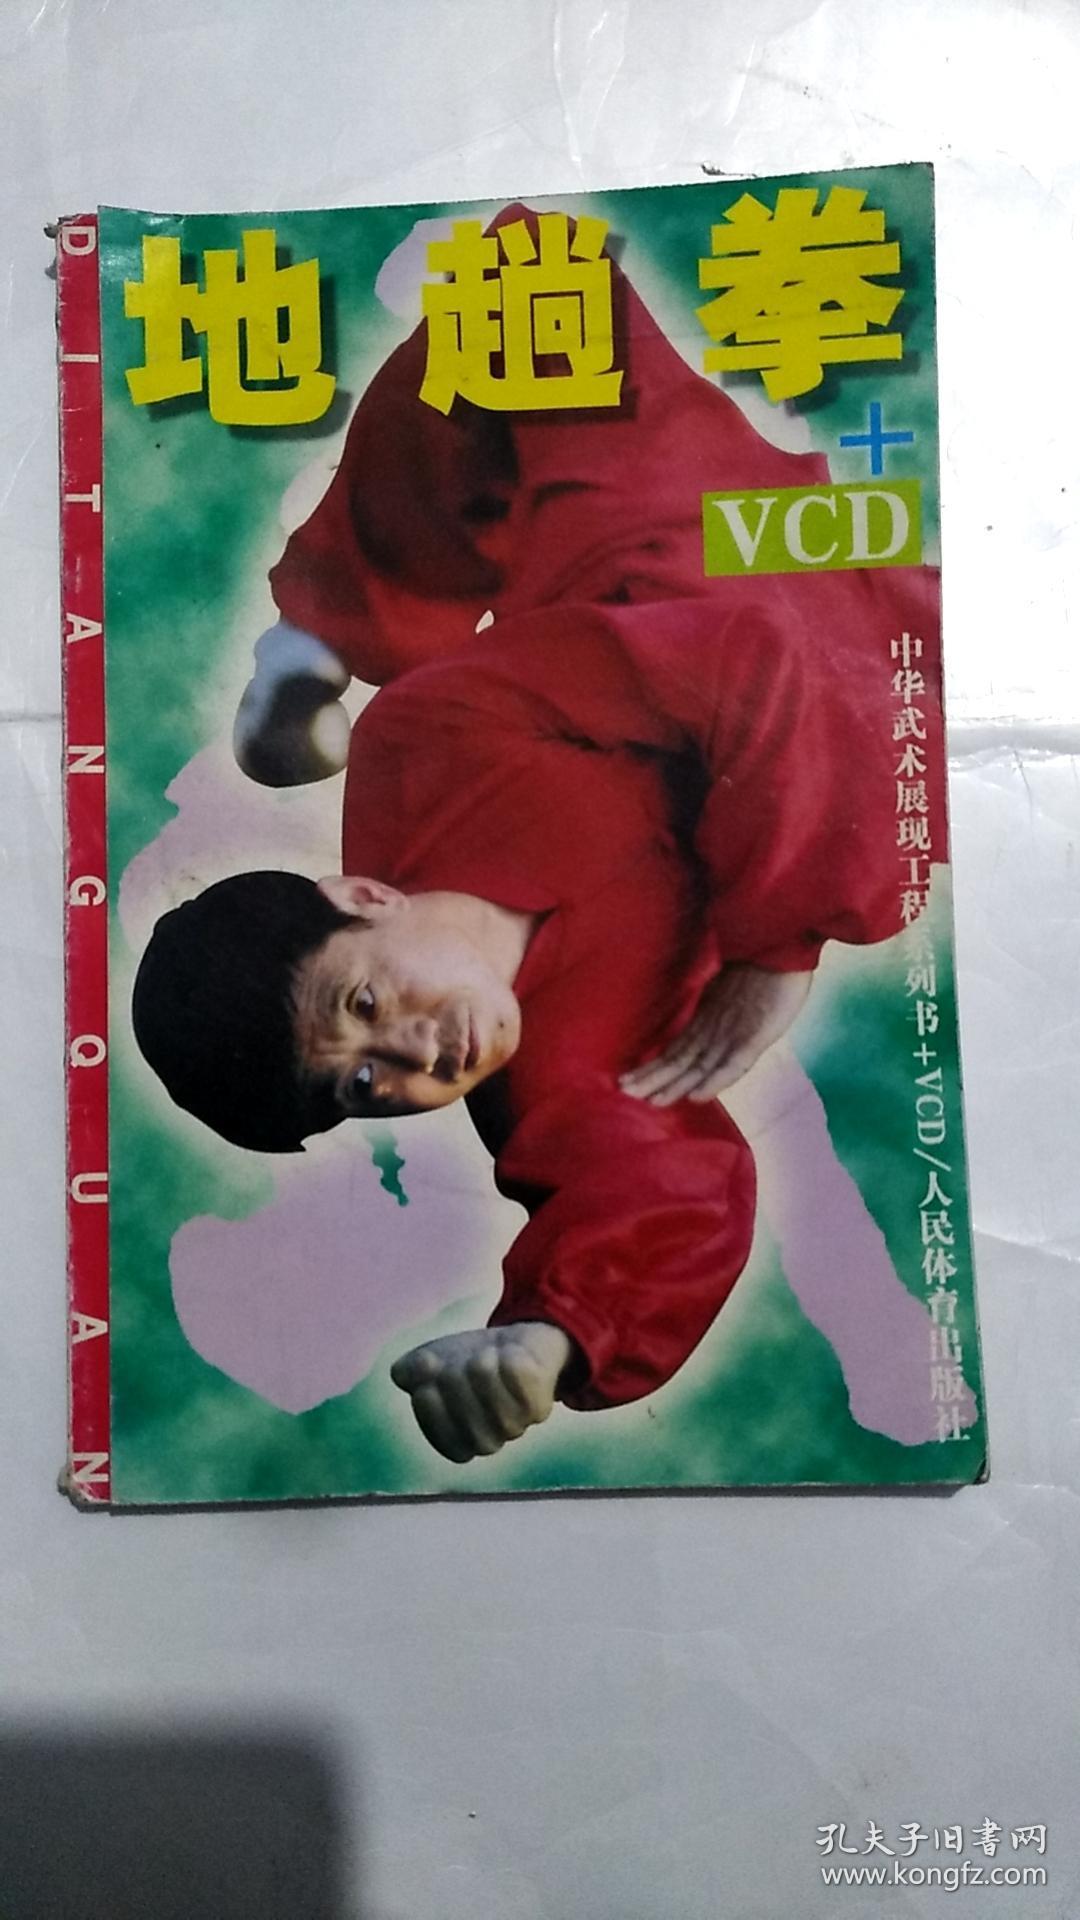 地趟拳
+
VCD
中华武术展现工程系列书+VCD/人民体育出版社
DITANGQUAN
孔夫子旧書网
www.kongfz.com